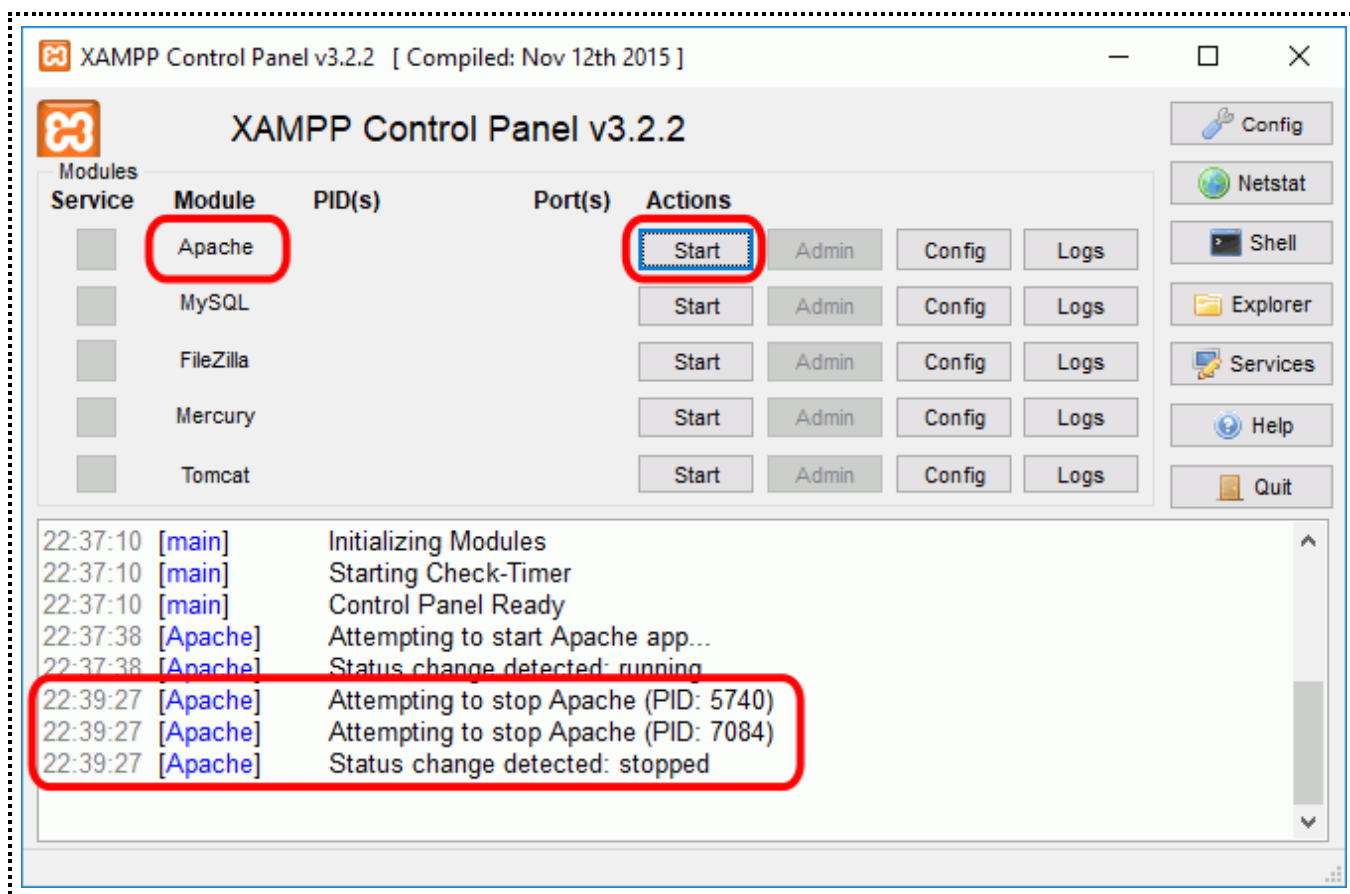 XAMPP Control Panel v3.2.2 [ Compiled: Nov 12th 2015 ]
XAMPP Control Panel v3.2.2
Config
Modules
Netstat
Service Module PID(s) Port(s) Actions
Apache Start Admin Config Logs
Shell
MySQL Start Admin Config Logs
Explorer
FileZilla Start Admin Config Logs
Services
Mercury Start Admin Config Logs
Help
Tomcat Start Admin Config Logs
Quit
22:37:10 [main] Initializing Modules
22:37:10 [main] Starting Check-Timer
22:37:10 [main] Control Panel Ready
22:37:38 [Apache] Attempting to start Apache app...
22:37:38 [Apache] Status change detected: running
22:39:27 [Apache] Attempting to stop Apache (PID: 5740)
22:39:27 [Apache] Attempting to stop Apache (PID: 7084)
22:39:27 [Apache] Status change detected: stopped